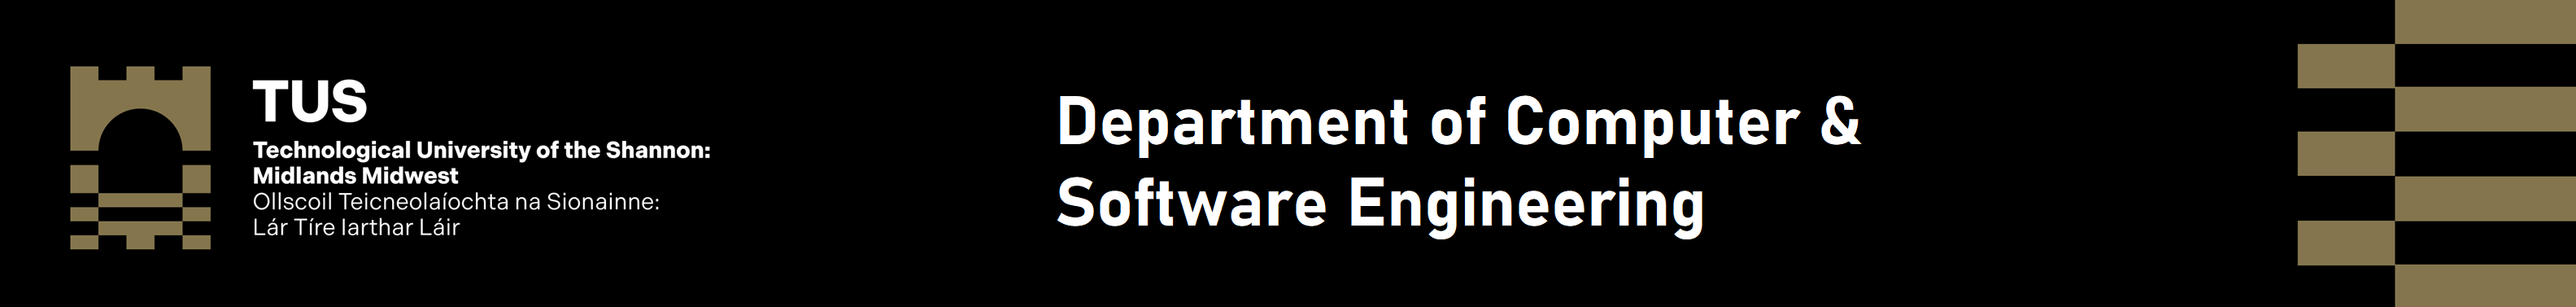 TUS
Technological University of the Shannon:
Midlands Midwest
Ollscoil Teicneolaíochta na Sionainne:
Lár Tíre Iarthar Láir
Department of Computer &
Software Engineering